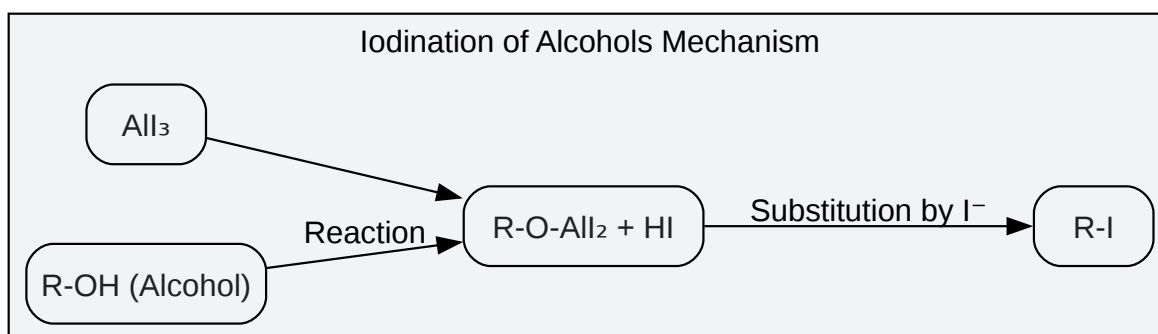 Iodination of Alcohols Mechanism
AlI₃
R-OH (Alcohol)
Reaction
R-O-AlI₂ + HI
Substitution by I⁻
R-I